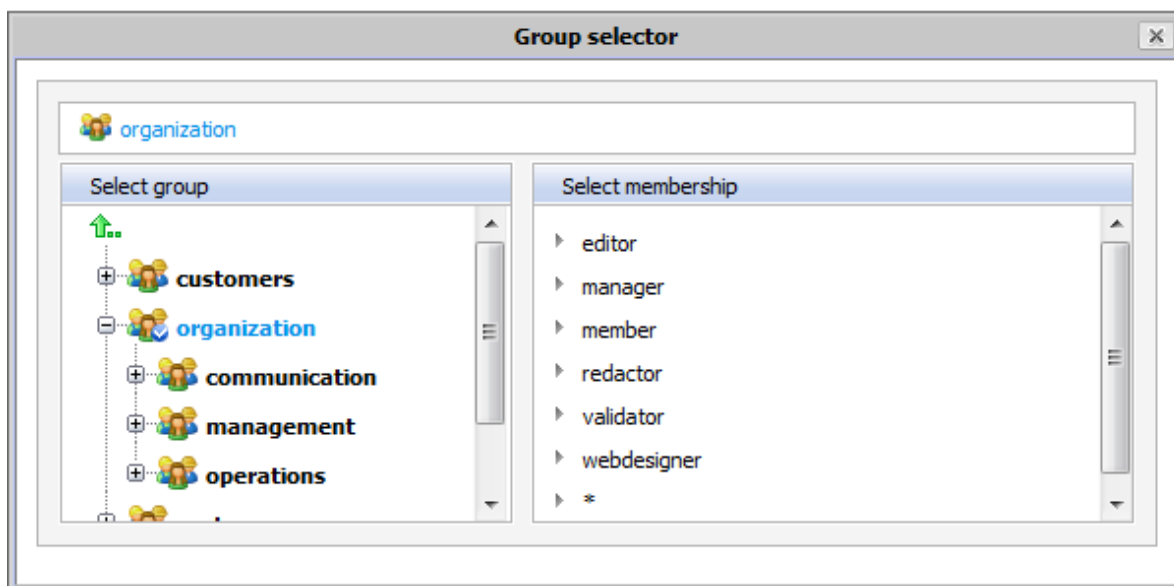 Group selector
organization
Select group
customers
organization
communication
management
operations
Select membership
editor
manager
member
redactor
validator
webdesigner
*